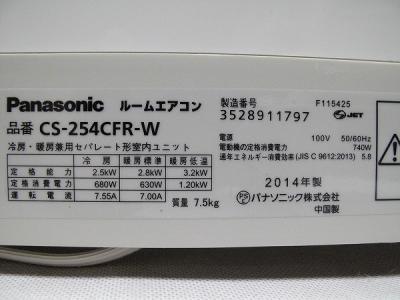 Panasonic ルームエアコン
品番 CS-254CFR-W
冷房・暖房兼用セパレート形室内ユニット
冷房 暖房標準 暖房低温
定格能力 2.5kW 2.8kW 3.2kW
定格消費電力 680W 630W 1.20kW
運転電流 7.55A 7.00A
質量 7.5kg
製造番号 F115425
3528911797 JET
電源 100V 50/60Hz
電動機の定格消費電力 740W
通年エネルギー消費効率(JIS C 9612:2013) 5.8
2014年製
PSE パナソニック株式会社
中国製